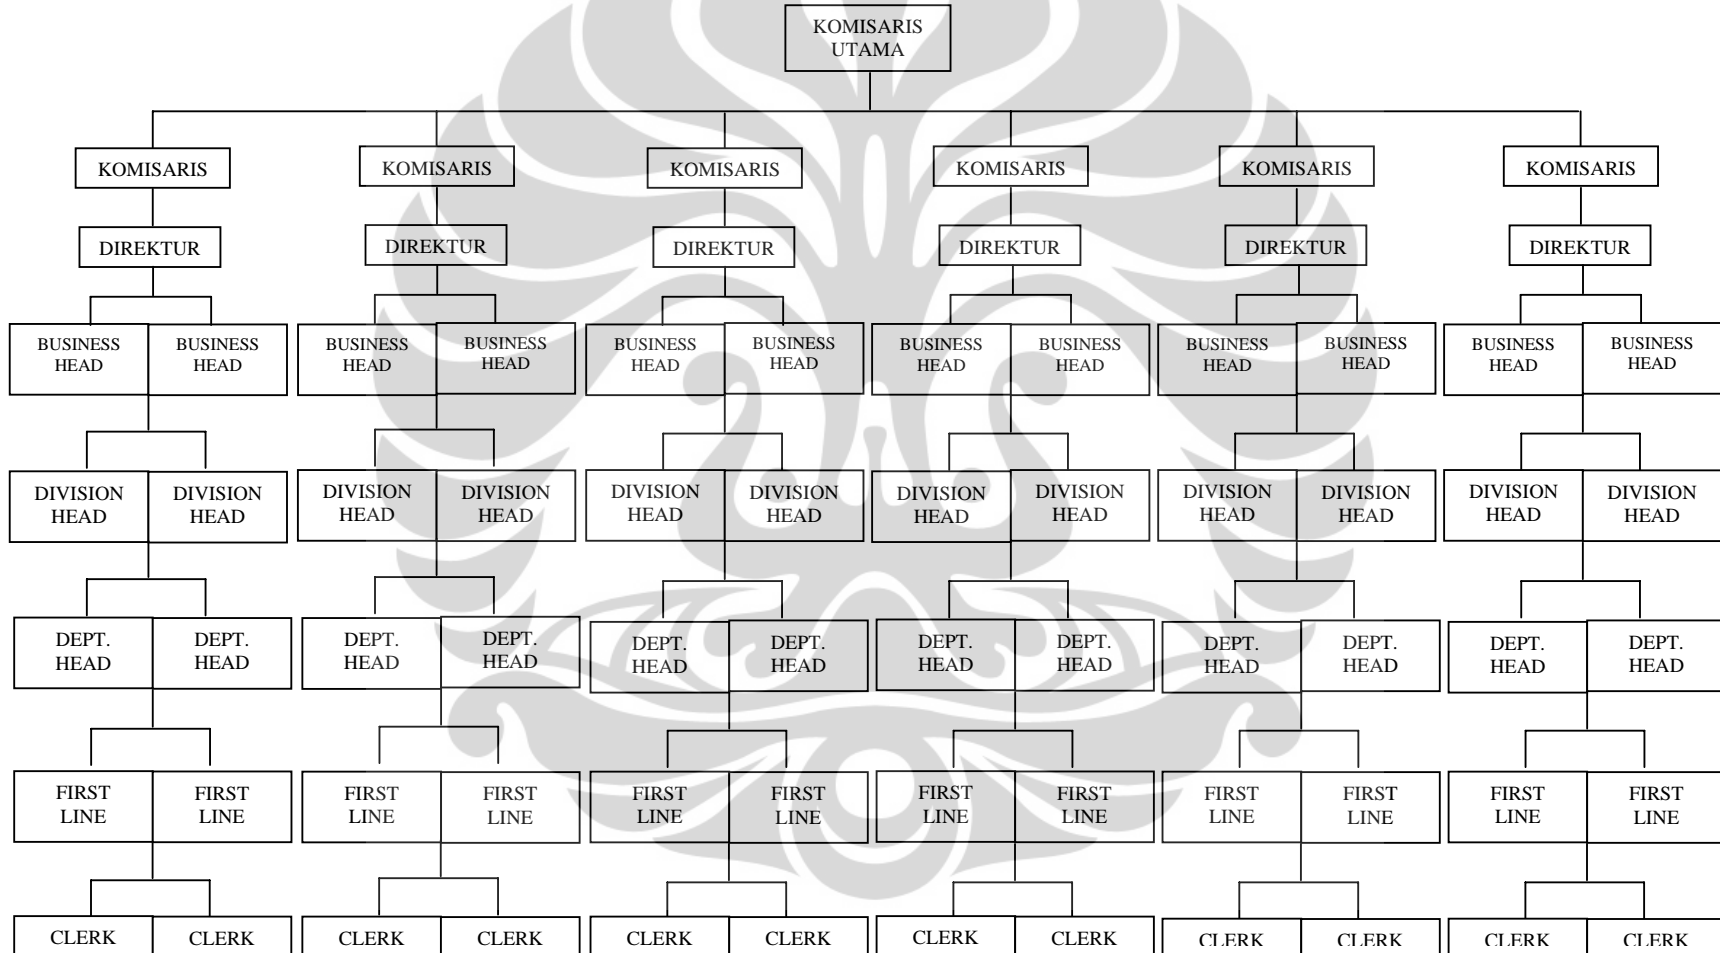 KOMISARIS
UTAMA
KOMISARIS KOMISARIS KOMISARIS KOMISARIS KOMISARIS KOMISARIS
DIREKTUR DIREKTUR DIREKTUR DIREKTUR DIREKTUR DIREKTUR
BUSINESS BUSINESS BUSINESS BUSINESS BUSINESS BUSINESS BUSINESS BUSINESS BUSINESS BUSINESS BUSINESS BUSINESS
HEAD HEAD HEAD HEAD HEAD HEAD HEAD HEAD HEAD HEAD HEAD HEAD
DIVISION DIVISION DIVISION DIVISION DIVISION DIVISION DIVISION DIVISION DIVISION DIVISION DIVISION DIVISION
HEAD HEAD HEAD HEAD HEAD HEAD HEAD HEAD HEAD HEAD HEAD HEAD
DEPT. DEPT. DEPT. DEPT. DEPT. DEPT. DEPT. DEPT. DEPT. DEPT. DEPT. DEPT.
HEAD HEAD HEAD HEAD HEAD HEAD HEAD HEAD HEAD HEAD HEAD HEAD
FIRST FIRST FIRST FIRST FIRST FIRST FIRST FIRST FIRST FIRST FIRST FIRST
LINE LINE LINE LINE LINE LINE LINE LINE LINE LINE LINE LINE
CLERK CLERK CLERK CLERK CLERK CLERK CLERK CLERK CLERK CLERK CLERK CLERK